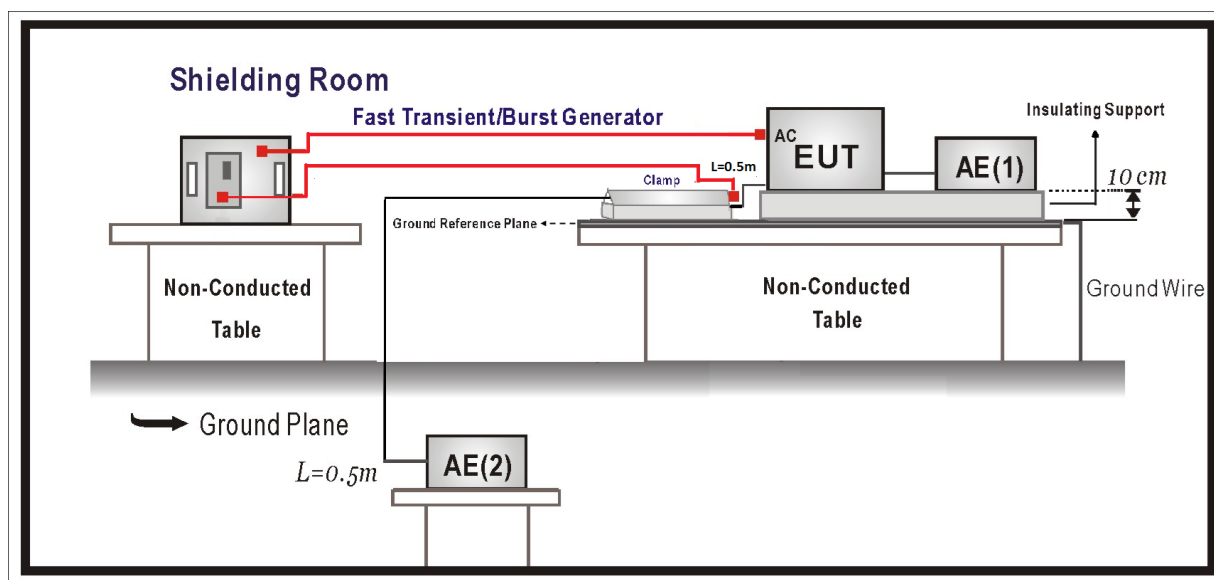 Shielding Room
Fast Transient/Burst Generator
Insulating Support
AC
EUT
AE(1)
L=0.5m
Clamp
10 cm
Ground Reference Plane
Non-Conducted
Table
Non-Conducted
Table
Ground Wire
Ground Plane
L=0.5m
AE(2)